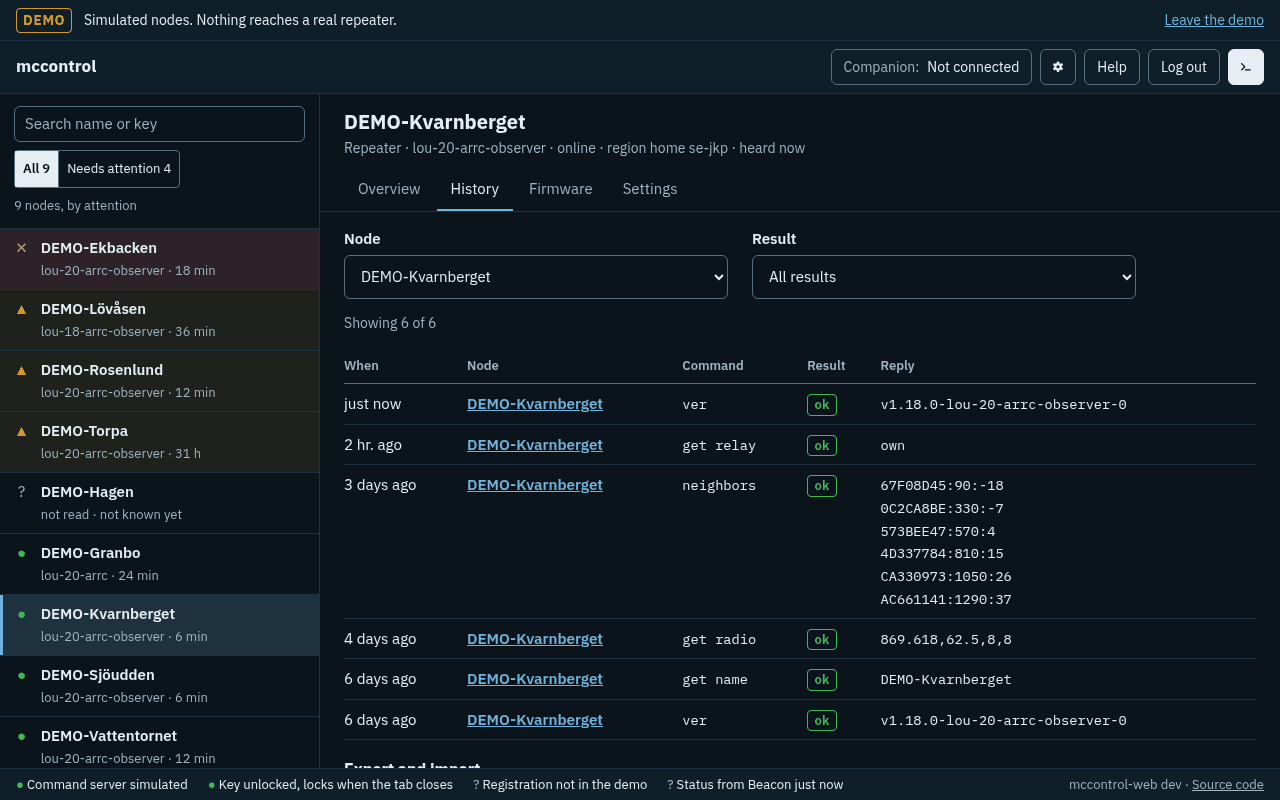 DEMO Simulated nodes. Nothing reaches a real repeater. Leave the demo
mccontrol Companion: Not connected Help Log out
Search name or key
All 9 Needs attention 4
9 nodes, by attention
DEMO-Ekbacken
lou-20-arrc-observer · 18 min
DEMO-Lövåsen
lou-18-arrc-observer · 36 min
DEMO-Rosenlund
lou-20-arrc-observer · 12 min
DEMO-Torpa
lou-20-arrc-observer · 31 h
? DEMO-Hagen
not read · not known yet
DEMO-Granbo
lou-20-arrc · 24 min
DEMO-Kvarnberget
lou-20-arrc-observer · 6 min
DEMO-Sjöudden
lou-20-arrc-observer · 6 min
DEMO-Vattentornet
lou-20-arrc-observer · 12 min
DEMO-Kvarnberget
Repeater · lou-20-arrc-observer · online · region home se-jkp · heard now
Overview History Firmware Settings
Node Result
DEMO-Kvarnberget All results
Showing 6 of 6
When Node Command Result Reply
just now DEMO-Kvarnberget ver ok v1.18.0-lou-20-arrc-observer-0
2 hr. ago DEMO-Kvarnberget get relay ok own
3 days ago DEMO-Kvarnberget neighbors ok 67F08D45:90:-18
0C2CA8BE:330:-7
573BEE47:570:4
4D337784:810:15
CA330973:1050:26
AC661141:1290:37
4 days ago DEMO-Kvarnberget get radio ok 869.618,62.5,8,8
6 days ago DEMO-Kvarnberget get name ok DEMO-Kvarnberget
6 days ago DEMO-Kvarnberget ver ok v1.18.0-lou-20-arrc-observer-0
Export and Import
Command server simulated Key unlocked, locks when the tab closes ? Registration not in the demo ? Status from Beacon just now mccontrol-web dev · Source code